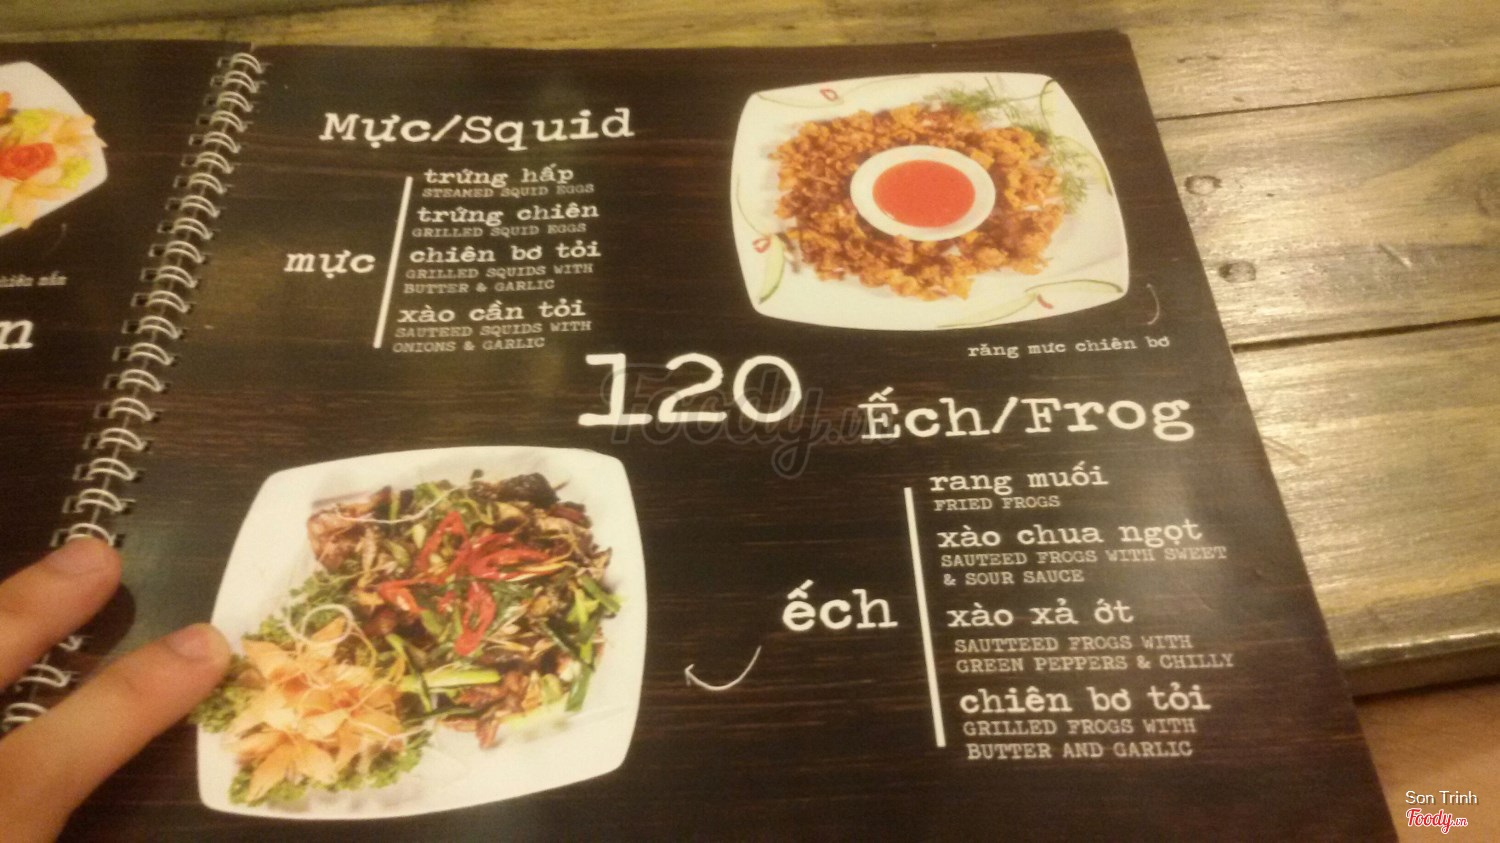 Mực/Squid
trứng hấp
STEAMED SQUID EGGS
trứng chiên
GRILLED SQUID EGGS
mực
chiên bơ tỏi
GRILLED SQUIDS WITH
BUTTER & GARLIC
xào cần tỏi
SAUTEED SQUIDS WITH
ONIONS & GARLIC
răng mưc chiên bơ
120
Foody.vn
Ếch/Frog
rang muối
FRIED FROGS
xào chua ngọt
SAUTEED FROGS WITH SWEET
& SOUR SAUCE
ếch
xào xả ớt
SAUTTEED FROGS WITH
GREEN PEPPERS & CHILLY
chiên bơ tỏi
GRILLED FROGS WITH
BUTTER AND GARLIC
n
Son Trinh
Foody.vn